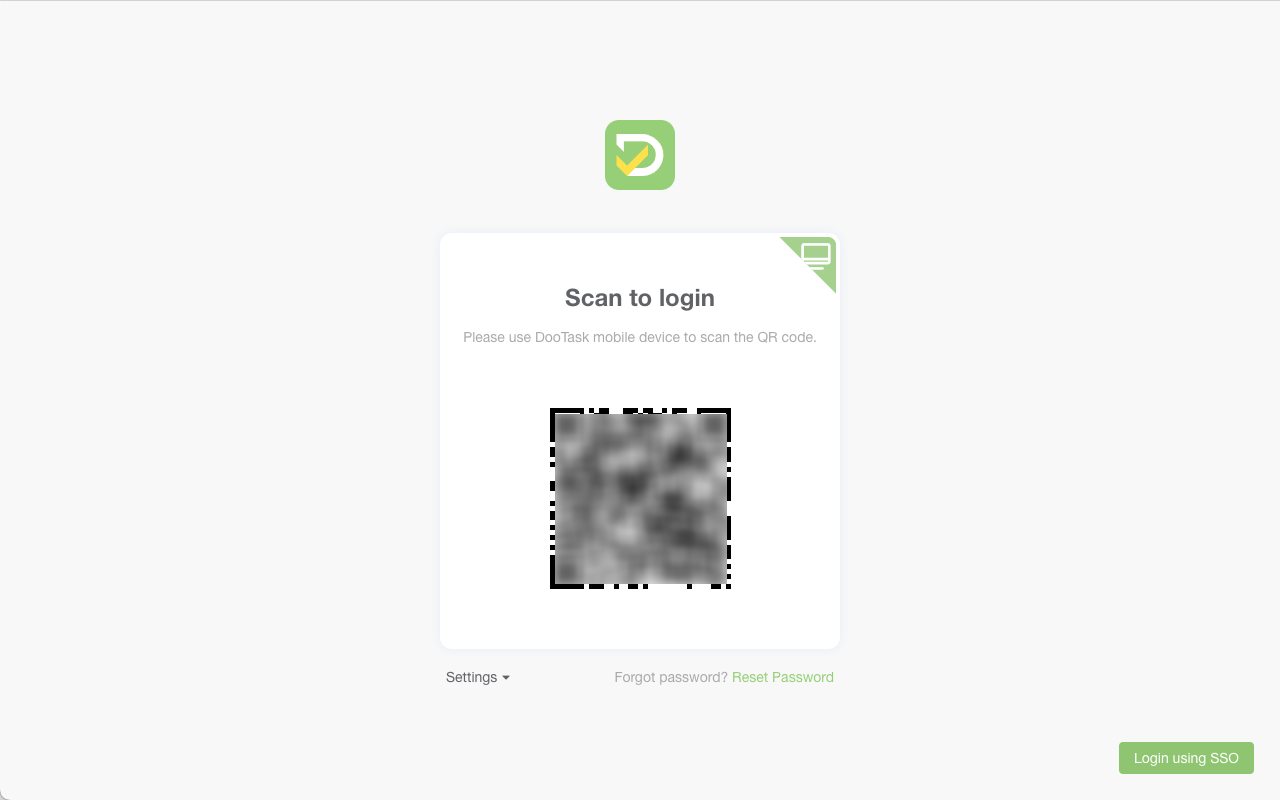 Scan to login
Please use DooTask mobile device to scan the QR code.
Settings
Forgot password? Reset Password
Login using SSO